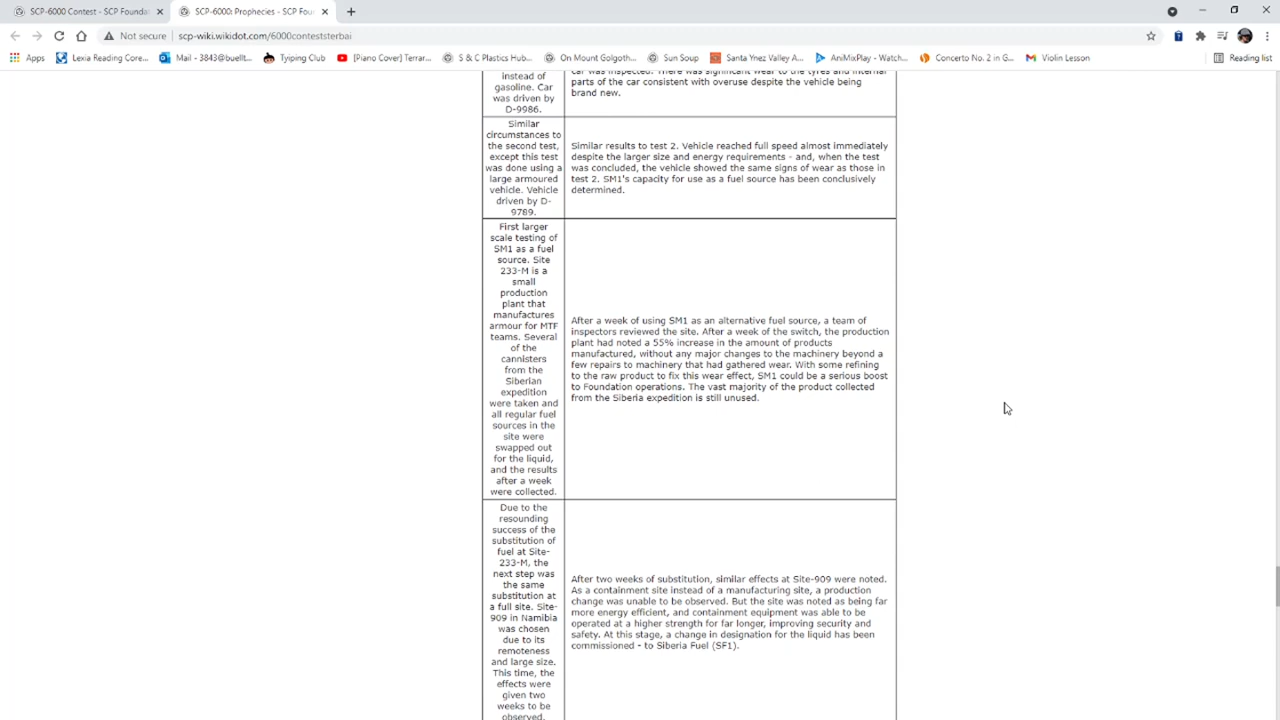 SCP-6000 Contest - SCP Founda
SCP-6000: Prophecies - SCP Fou
Not secure
scp-wiki.wikidot.com/6000conteststerbai
Apps
Lexia Reading Core...
Mail - 3843@buellt...
Typing Club
[Piano Cover] Terrar...
S & C Plastics Hub...
On Mount Golgoth...
Sun Soup
Santa Ynez Valley A...
AniMixPlay - Watch...
Concerto No. 2 in G...
Violin Lesson
Reading list
instead of
gasoline. Car
was driven by
D-9986.
car was inspected. There was significant wear to the tyres and internal
parts of the car consistent with overuse despite the vehicle being
brand new.
Similar
circumstances to
the second test,
except this test
was done using a
large armoured
vehicle. Vehicle
driven by D-
9789.
Similar results to test 2. Vehicle reached full speed almost immediately
despite the larger size and energy requirements - and, when the test
was concluded, the vehicle showed the same signs of wear as those in
test 2. SM1's capacity for use as a fuel source has been conclusively
determined.
First larger
scale testing of
SM1 as a fuel
source. Site
233-M is a
small
production
plant that
manufactures
armour for MTF
teams. Several
of the
cannisters
from the
Siberian
expedition
were taken and
all regular fuel
sources in the
site were
swapped out
for the liquid,
and the results
after a week
were collected.
After a week of using SM1 as an alternative fuel source, a team of
inspectors reviewed the site. After a week of the switch, the production
plant had noted a 55% increase in the amount of products
manufactured, without any major changes to the machinery beyond a
few repairs to machinery that had gathered wear. With some refining
to the raw product to fix this wear effect, SM1 could be a serious boost
to Foundation operations. The vast majority of the product collected
from the Siberia expedition is still unused.
Due to the
resounding
success of the
substitution of
fuel at Site-
233-M, the
next step was
the same
substitution at
a full site. Site-
909 in Namibia
was chosen
due to its
remoteness
and large size.
This time, the
effects were
given two
weeks to be
observed.
After two weeks of substitution, similar effects at Site-909 were noted.
As a containment site instead of a manufacturing site, a production
change was unable to be observed. But the site was noted as being far
more energy efficient, and containment equipment was able to be
operated at a higher strength for far longer, improving security and
safety. At this stage, a change in designation for the liquid has been
commissioned - to Siberia Fuel (SF1).